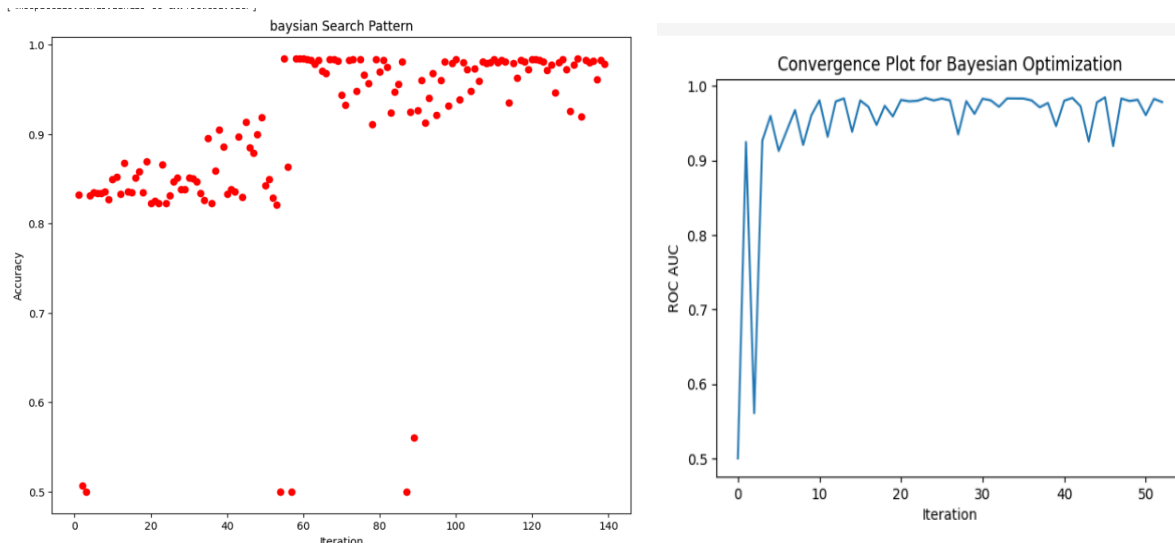 baysian Search Pattern
1.0
0.9
0.8
0.7
0.6
0.5
Accuracy
0 20 40 60 80 100 120 140
Iteration
Convergence Plot for Bayesian Optimization
1.0
0.9
0.8
0.7
0.6
0.5
ROC AUC
0 10 20 30 40 50
Iteration